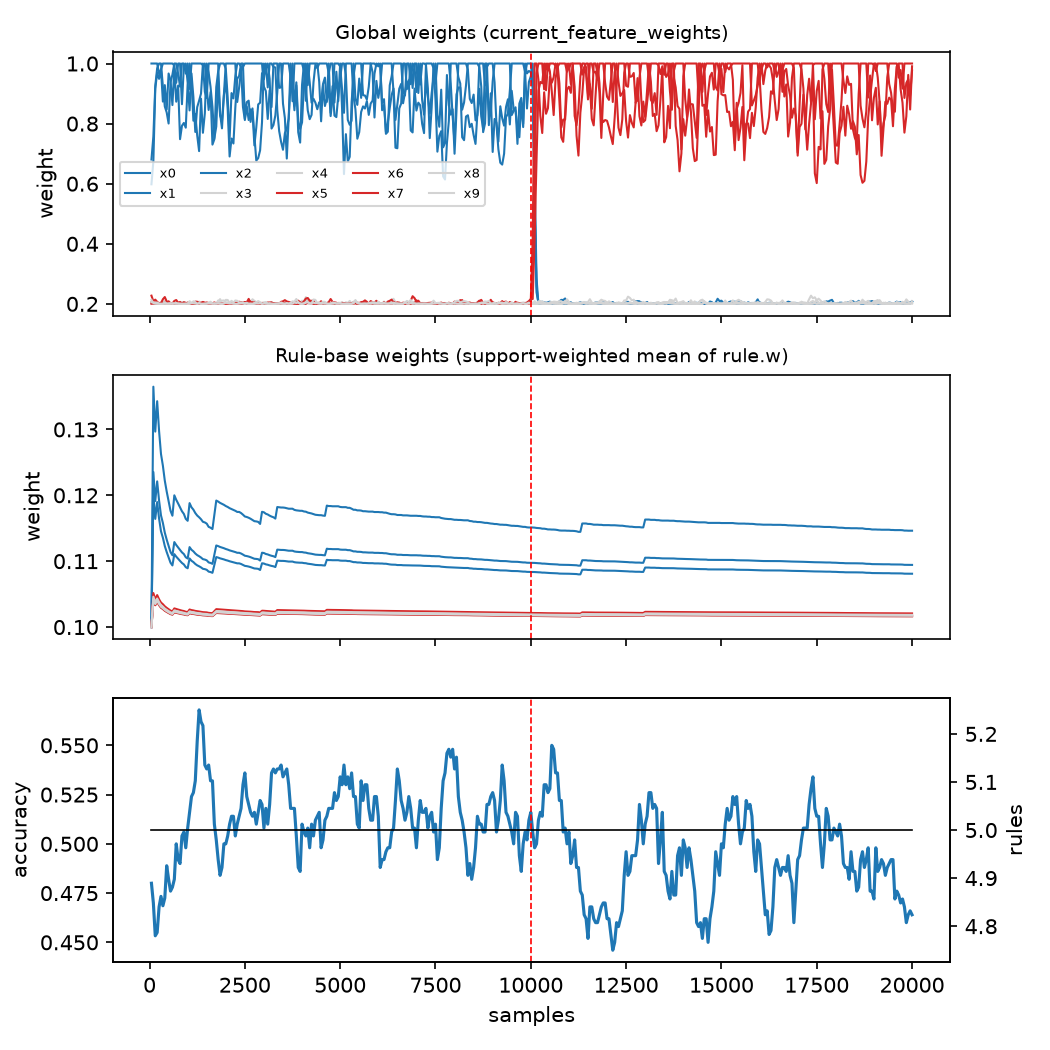 Global weights (current_feature_weights)
1.0
0.8
0.6
0.4
0.2
weight
x0 x2 x4 x6 x8
x1 x3 x5 x7 x9
Rule-base weights (support-weighted mean of rule.w)
0.13
0.12
0.11
0.10
weight
0.550
0.525
0.500
0.475
0.450
accuracy
5.2
5.1
5.0
4.9
4.8
rules
0 2500 5000 7500 10000 12500 15000 17500 20000
samples